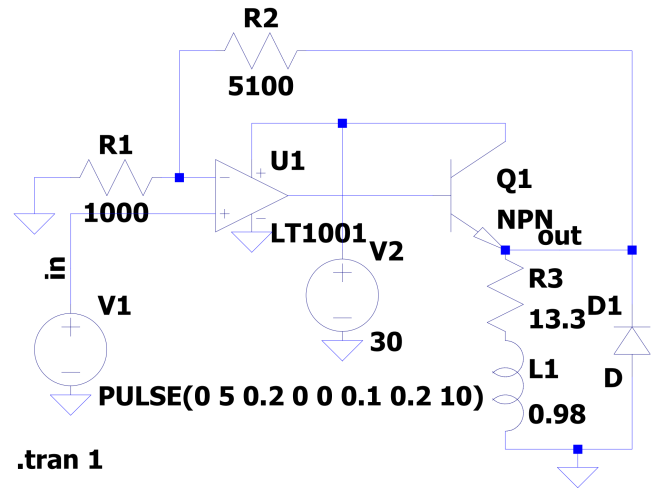 R2
5100
R1
1000
+
U1
−
+
−
LT1001
Q1
NPN
out
in
V1
+
−
V2
+
−
30
R3
13.3
D1
L1
0.98
D
PULSE(0 5 0.2 0 0 0.1 0.2 10)
.tran 1